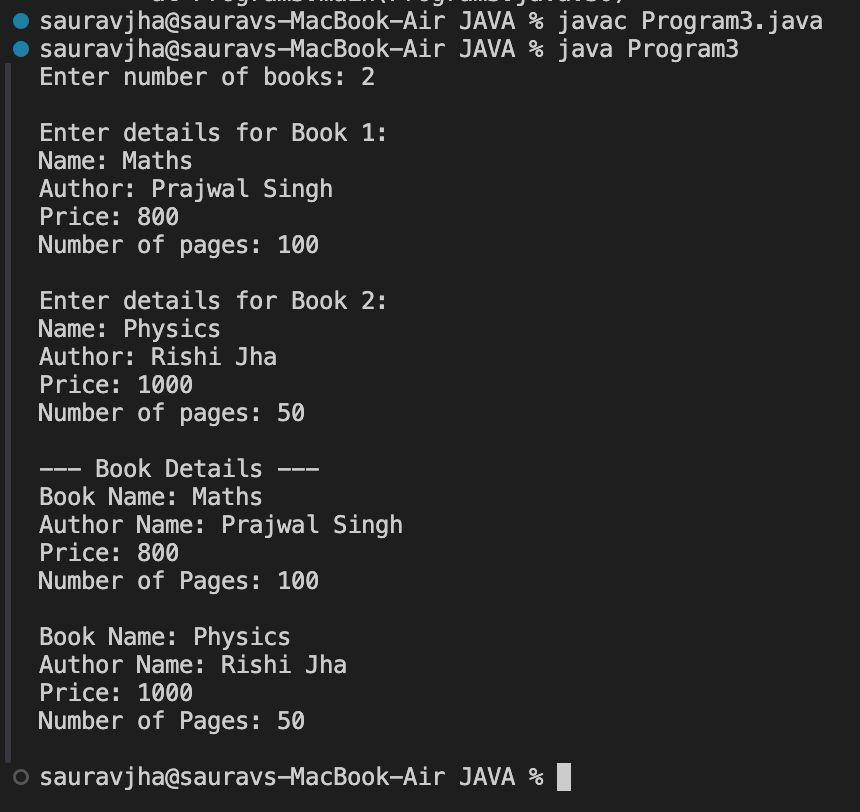 sauravjha@sauravs-MacBook-Air JAVA % javac Program3.java
sauravjha@sauravs-MacBook-Air JAVA % java Program3
Enter number of books: 2
Enter details for Book 1:
Name: Maths
Author: Prajwal Singh
Price: 800
Number of pages: 100
Enter details for Book 2:
Name: Physics
Author: Rishi Jha
Price: 1000
Number of pages: 50
--- Book Details ---
Book Name: Maths
Author Name: Prajwal Singh
Price: 800
Number of Pages: 100
Book Name: Physics
Author Name: Rishi Jha
Price: 1000
Number of Pages: 50
sauravjha@sauravs-MacBook-Air JAVA %